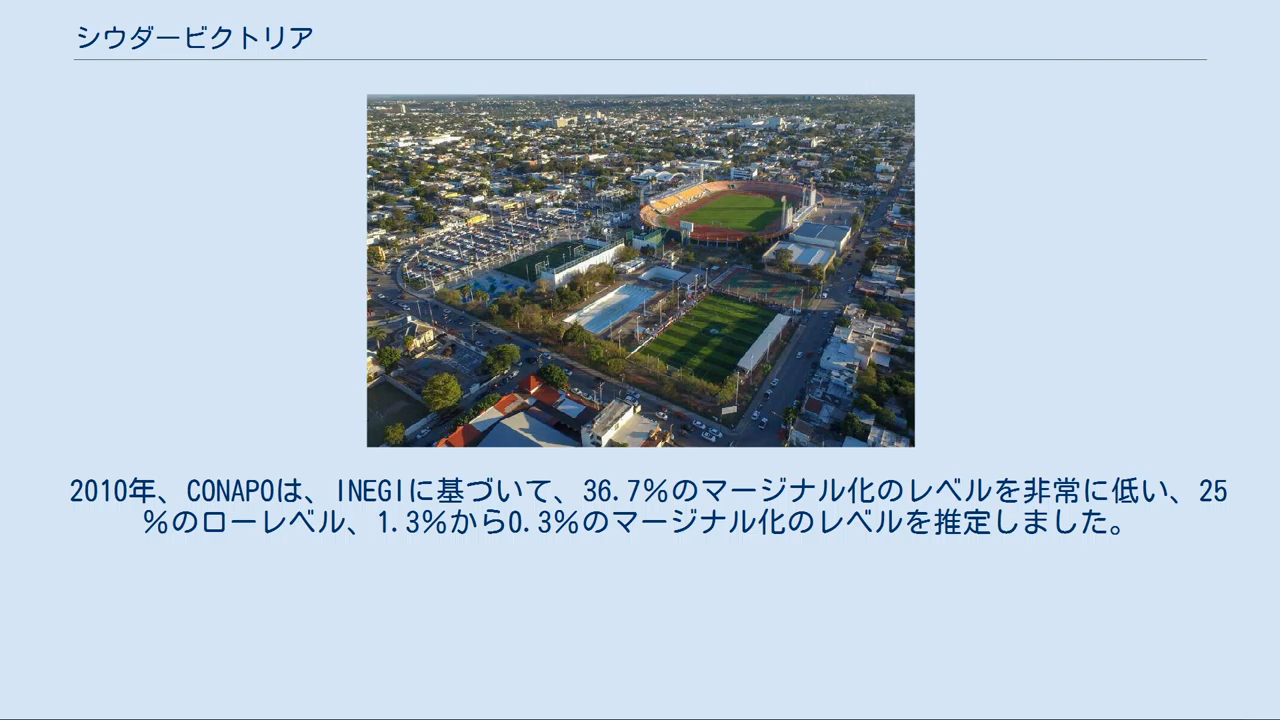 シウダービクトリア
2010年、CONAPOは、INEGIに基づいて、36.7%のマージナル化のレベルを非常に低い、25
%のローレベル、1.3%から0.3%のマージナル化のレベルを推定しました。